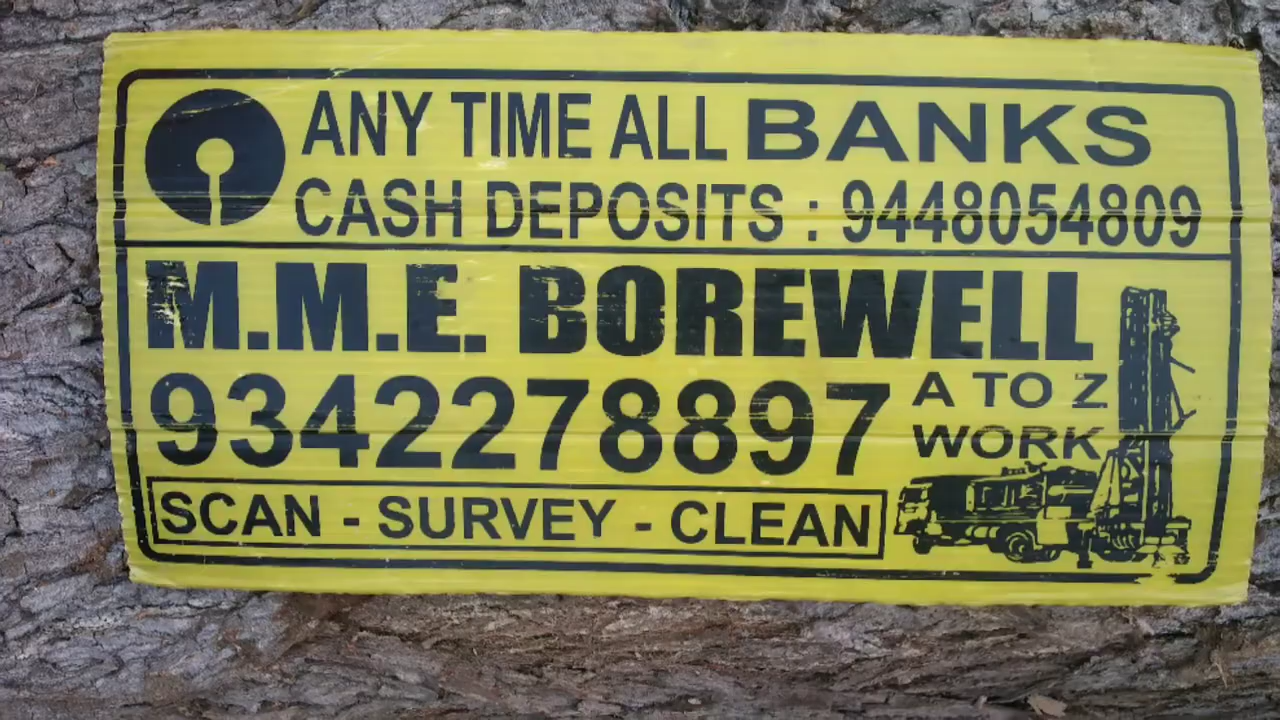 ANY TIME ALL BANKS
CASH DEPOSITS : 9448054809
M.M.E. BOREWELL
9342278897
A TO Z
WORK
SCAN - SURVEY - CLEAN